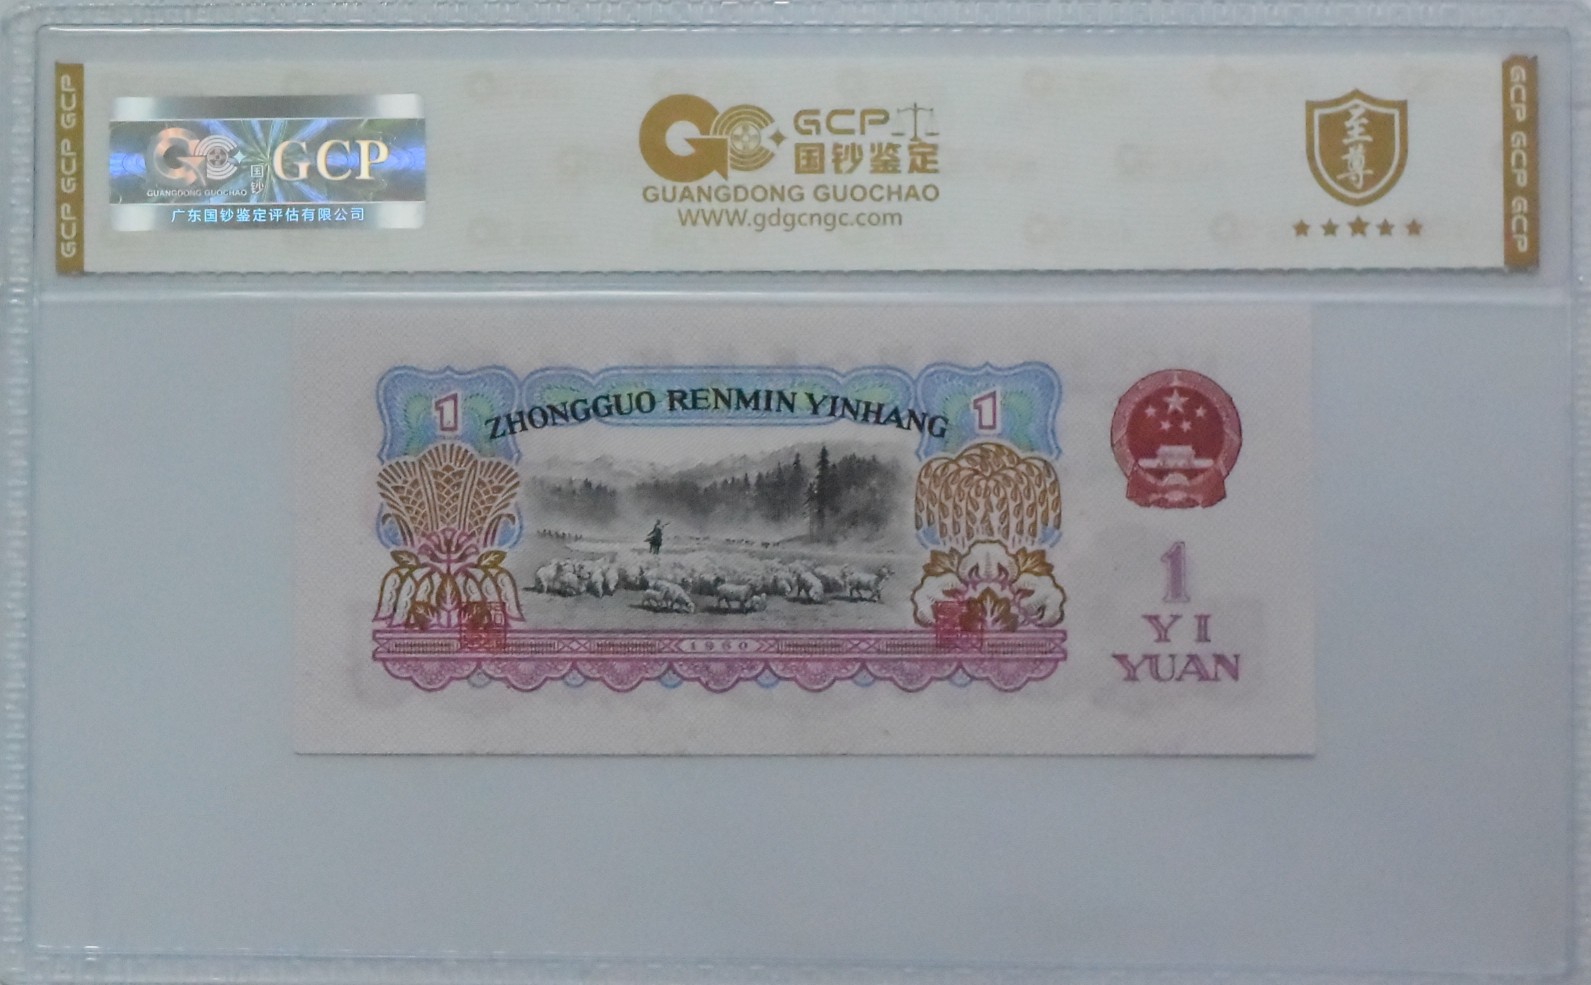 GCP GCP GCP
国钞
GCP
GUANGDONG GUOCHAO
广东国钞鉴定评估有限公司
GCP
国钞鉴定
GUANGDONG GUOCHAO
WWW.gdgcngc.com
至尊
GCP GCP GCP
1
ZHONGGUO RENMIN YINHANG
1
1
YI
YUAN
1960